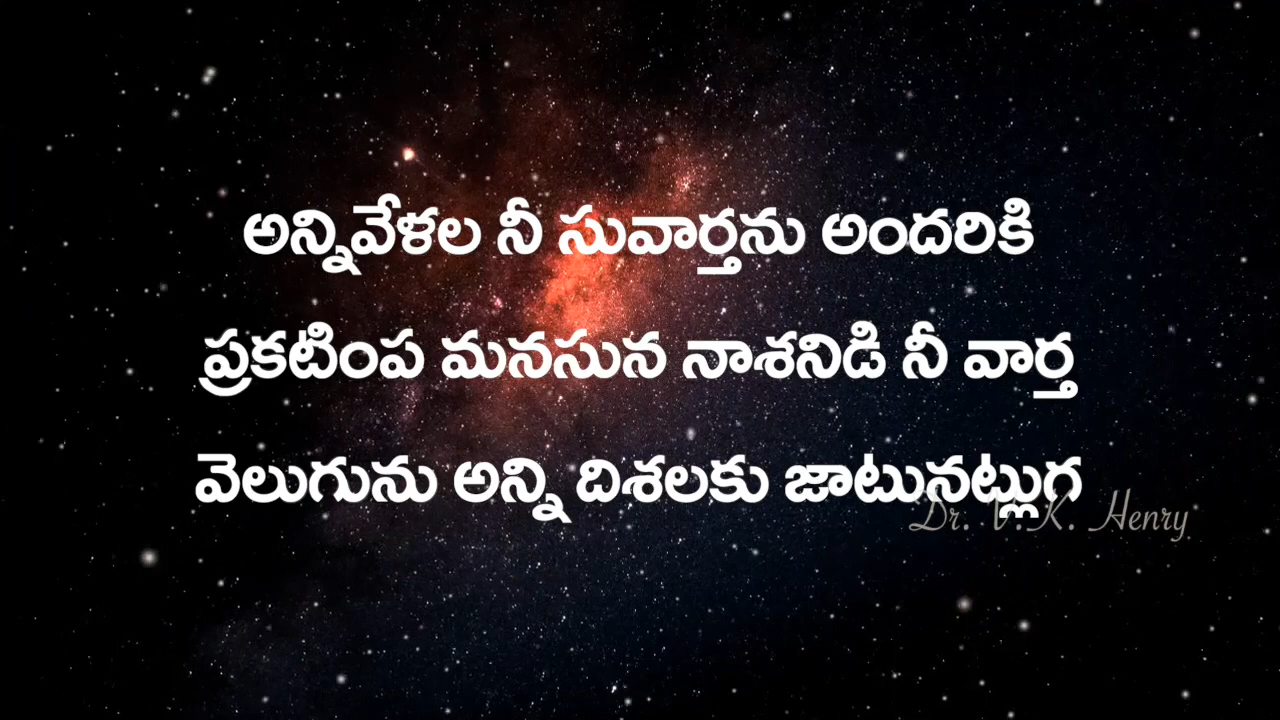 అన్నివేళల నీ సువార్తను అందరికి
ప్రకటింప మనసున నాశనిడి నీ వార్త
వెలుగును అన్ని దిశలకు జాటునట్లుగ
Dr. V. K. Henry